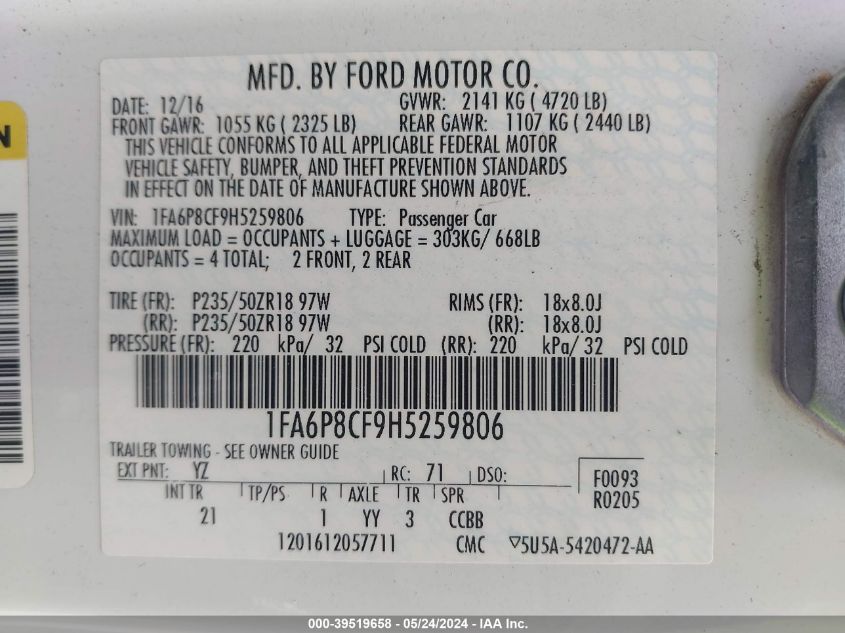 N
MFD. BY FORD MOTOR CO.
DATE: 12/16 GVWR: 2141 KG ( 4720 LB)
FRONT GAWR: 1055 KG ( 2325 LB) REAR GAWR: 1107 KG ( 2440 LB)
THIS VEHICLE CONFORMS TO ALL APPLICABLE FEDERAL MOTOR
VEHICLE SAFETY, BUMPER, AND THEFT PREVENTION STANDARDS
IN EFFECT ON THE DATE OF MANUFACTURE SHOWN ABOVE.
VIN: 1FA6P8CF9H5259806 TYPE: Passenger Car
MAXIMUM LOAD = OCCUPANTS + LUGGAGE = 303KG/ 668LB
OCCUPANTS = 4 TOTAL; 2 FRONT, 2 REAR
TIRE (FR): P235/50ZR18 97W RIMS (FR): 18x8.0J
(RR): P235/50ZR18 97W (RR): 18x8.0J
PRESSURE (FR): 220 kPa/ 32 PSI COLD (RR): 220 kPa/ 32 PSI COLD
1FA6P8CF9H5259806
TRAILER TOWING - SEE OWNER GUIDE
EXT PNT: YZ RC: 71 DSO: F0093
INT TR TP/PS R AXLE TR SPR R0205
21 1 YY 3 CCBB
1201612057711 CMC ▽5U5A-5420472-AA
000-39519658 - 05/24/2024 - IAA Inc.